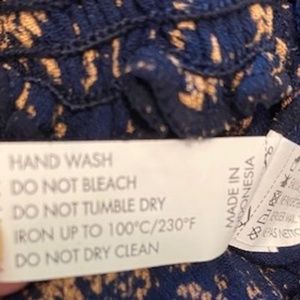 HAND WASH
DO NOT BLEACH
DO NOT TUMBLE DRY
IRON UP TO 100°C/230°F
DO NOT DRY CLEAN
MADE IN